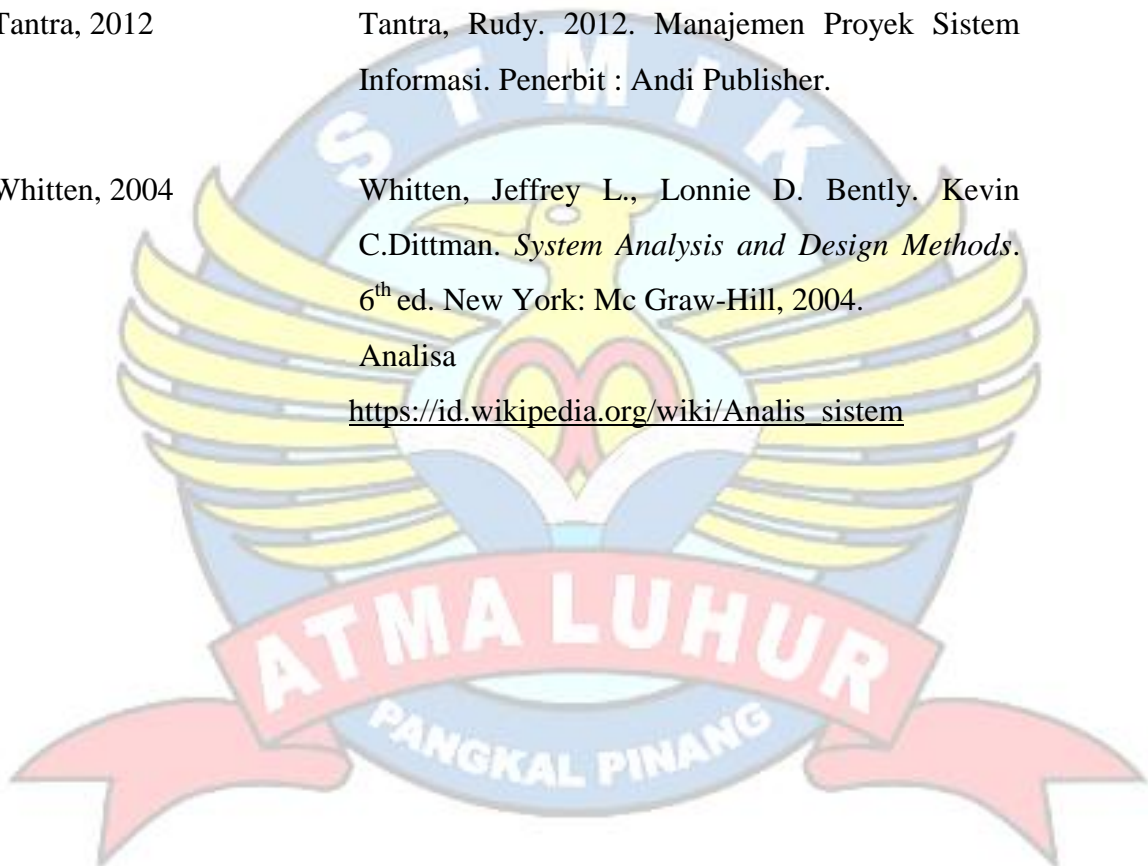 Tantra, 2012 Tantra, Rudy. 2012. Manajemen Proyek Sistem
Informasi. Penerbit : Andi Publisher.
Whitten, 2004 Whitten, Jeffrey L., Lonnie D. Bently. Kevin
C.Dittman. System Analysis and Design Methods.
6th ed. New York: Mc Graw-Hill, 2004.
Analisa
https://id.wikipedia.org/wiki/Analis_sistem
STMIK
ATMA LUHUR
PANGKAL PINANG